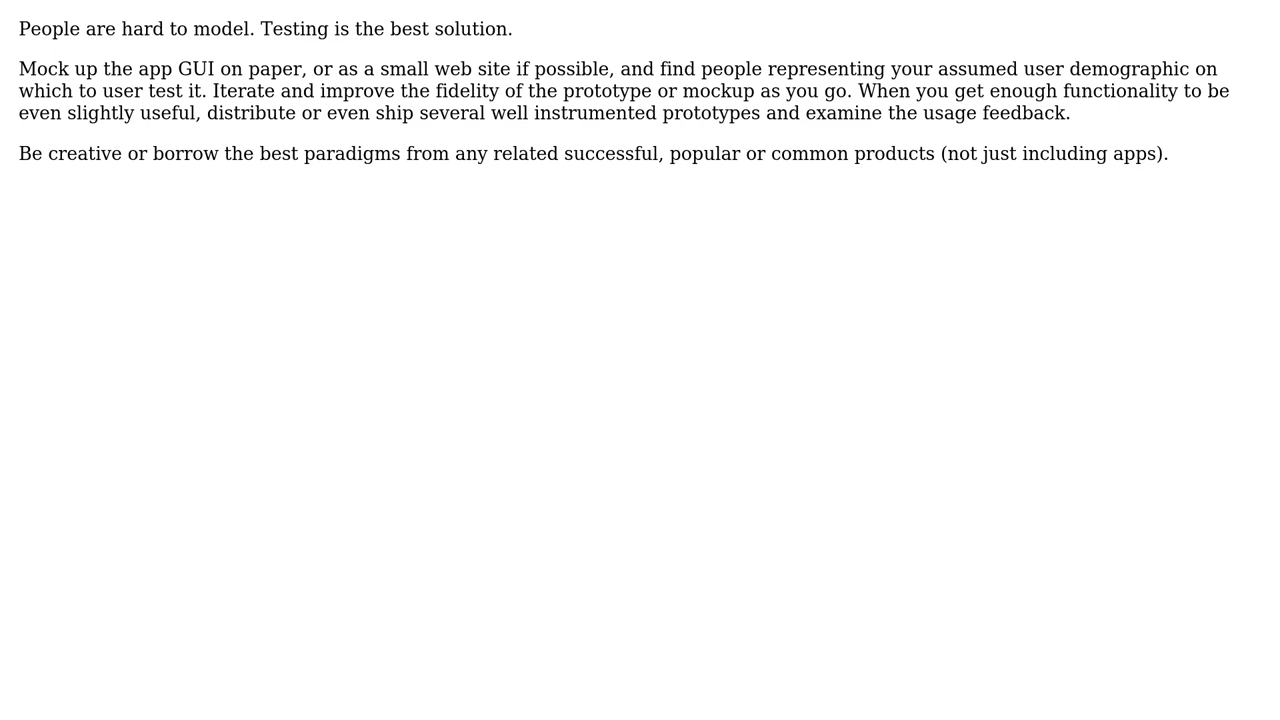 People are hard to model. Testing is the best solution.
Mock up the app GUI on paper, or as a small web site if possible, and find people representing your assumed user demographic on
which to user test it. Iterate and improve the fidelity of the prototype or mockup as you go. When you get enough functionality to be
even slightly useful, distribute or even ship several well instrumented prototypes and examine the usage feedback.
Be creative or borrow the best paradigms from any related successful, popular or common products (not just including apps).